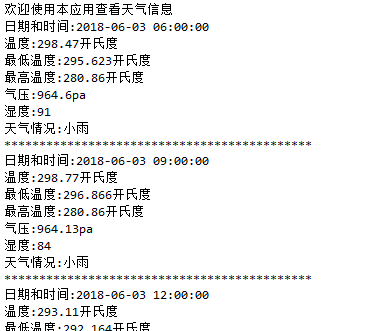 欢迎使用本应用查看天气信息
日期和时间:2018-06-03 06:00:00
温度:298.47开氏度
最低温度:295.623开氏度
最高温度:280.86开氏度
气压:964.6pa
湿度:91
天气情况:小雨
********************************************
日期和时间:2018-06-03 09:00:00
温度:298.77开氏度
最低温度:296.866开氏度
最高温度:280.86开氏度
气压:964.13pa
湿度:84
天气情况:小雨
********************************************
日期和时间:2018-06-03 12:00:00
温度:293.11开氏度
最低温度:292.164开氏度